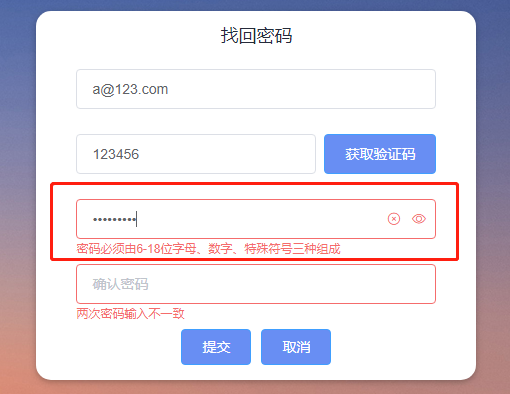 找回密码
a@123.com
123456 获取验证码
•••••••••
密码必须由6-18位字母、数字、特殊符号三种组成
确认密码
两次密码输入不一致
提交 取消